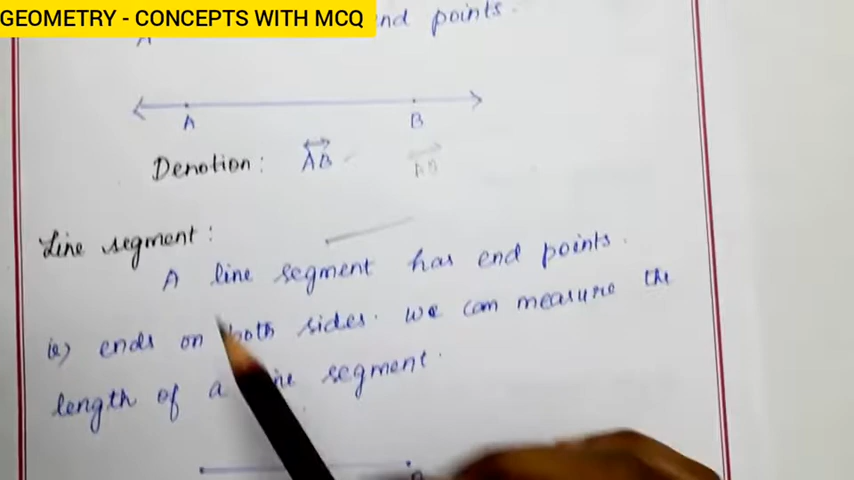 GEOMETRY - CONCEPTS WITH MCQ
end points.
A
A B
Denotion: AB
Line segment:
A line segment has end points.
ie) ends on both sides. we can measure the
length of a line segment.